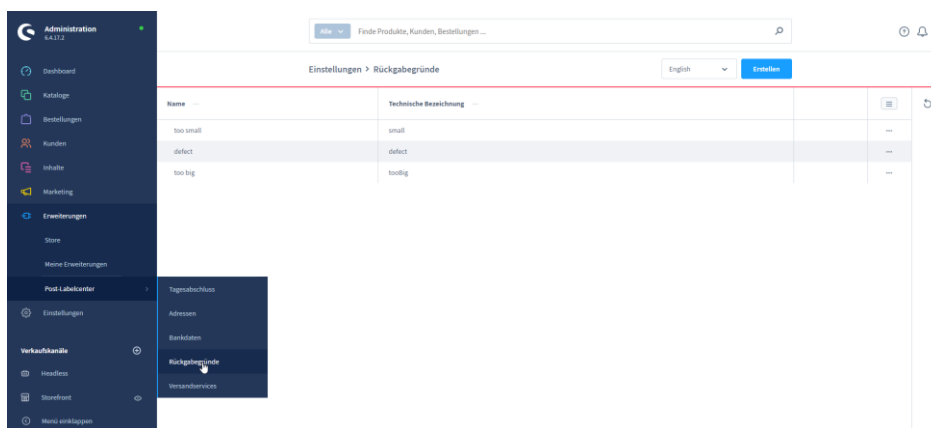 Administration
6.4.17.2
Alle
Finde Produkte, Kunden, Bestellungen ...
Dashboard
Kataloge
Bestellungen
Kunden
Inhalte
Marketing
Erweiterungen
Store
Meine Erweiterungen
Post-Labelcenter
Einstellungen
Verkaufskanäle
Headless
Storefront
Menü einklappen
Einstellungen > Rückgabegründe
English
Erstellen
Name
Technische Bezeichnung
too small
small
defect
defect
too big
tooBig
Tagesabschluss
Adressen
Bankdaten
Rückgabegründe
Versandservices